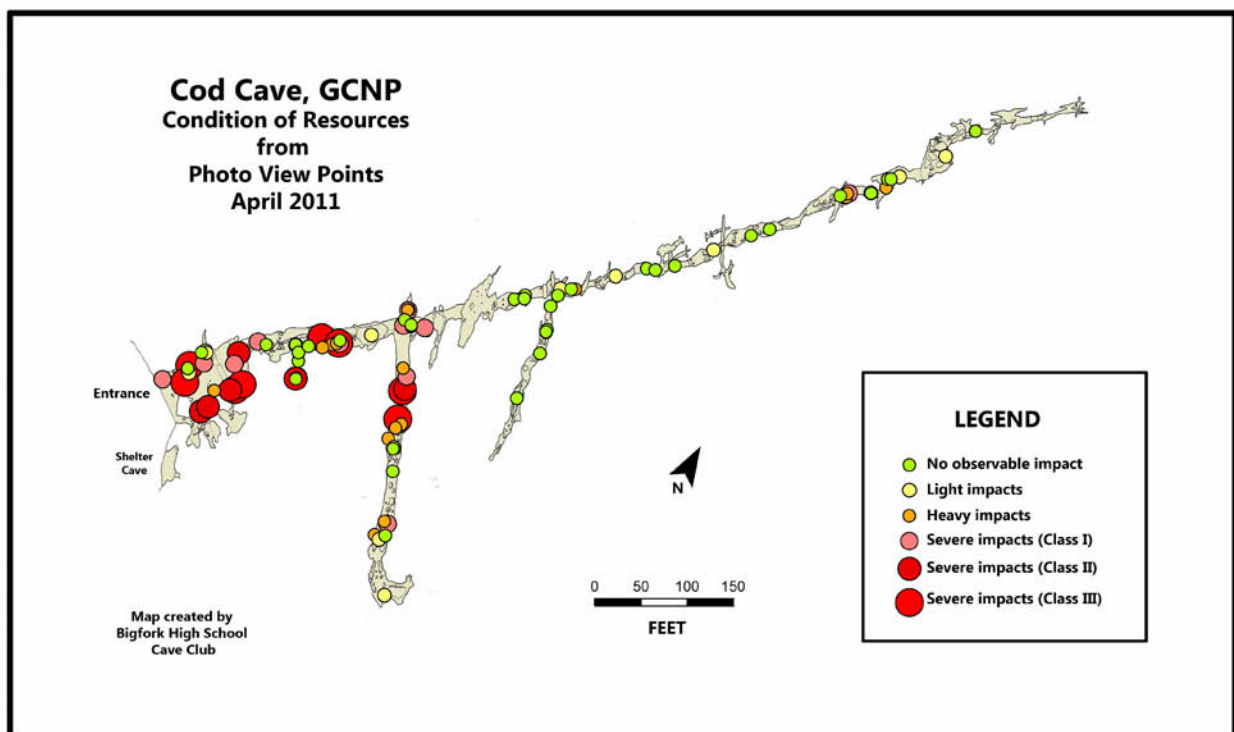 Cod Cave, GCNP
Condition of Resources
from
Photo View Points
April 2011
Entrance
Shelter
Cave
N
LEGEND
No observable impact
Light impacts
Heavy impacts
Severe impacts (Class I)
Severe impacts (Class II)
Severe impacts (Class III)
0 50 100 150
FEET
Map created by
Bigfork High School
Cave Club